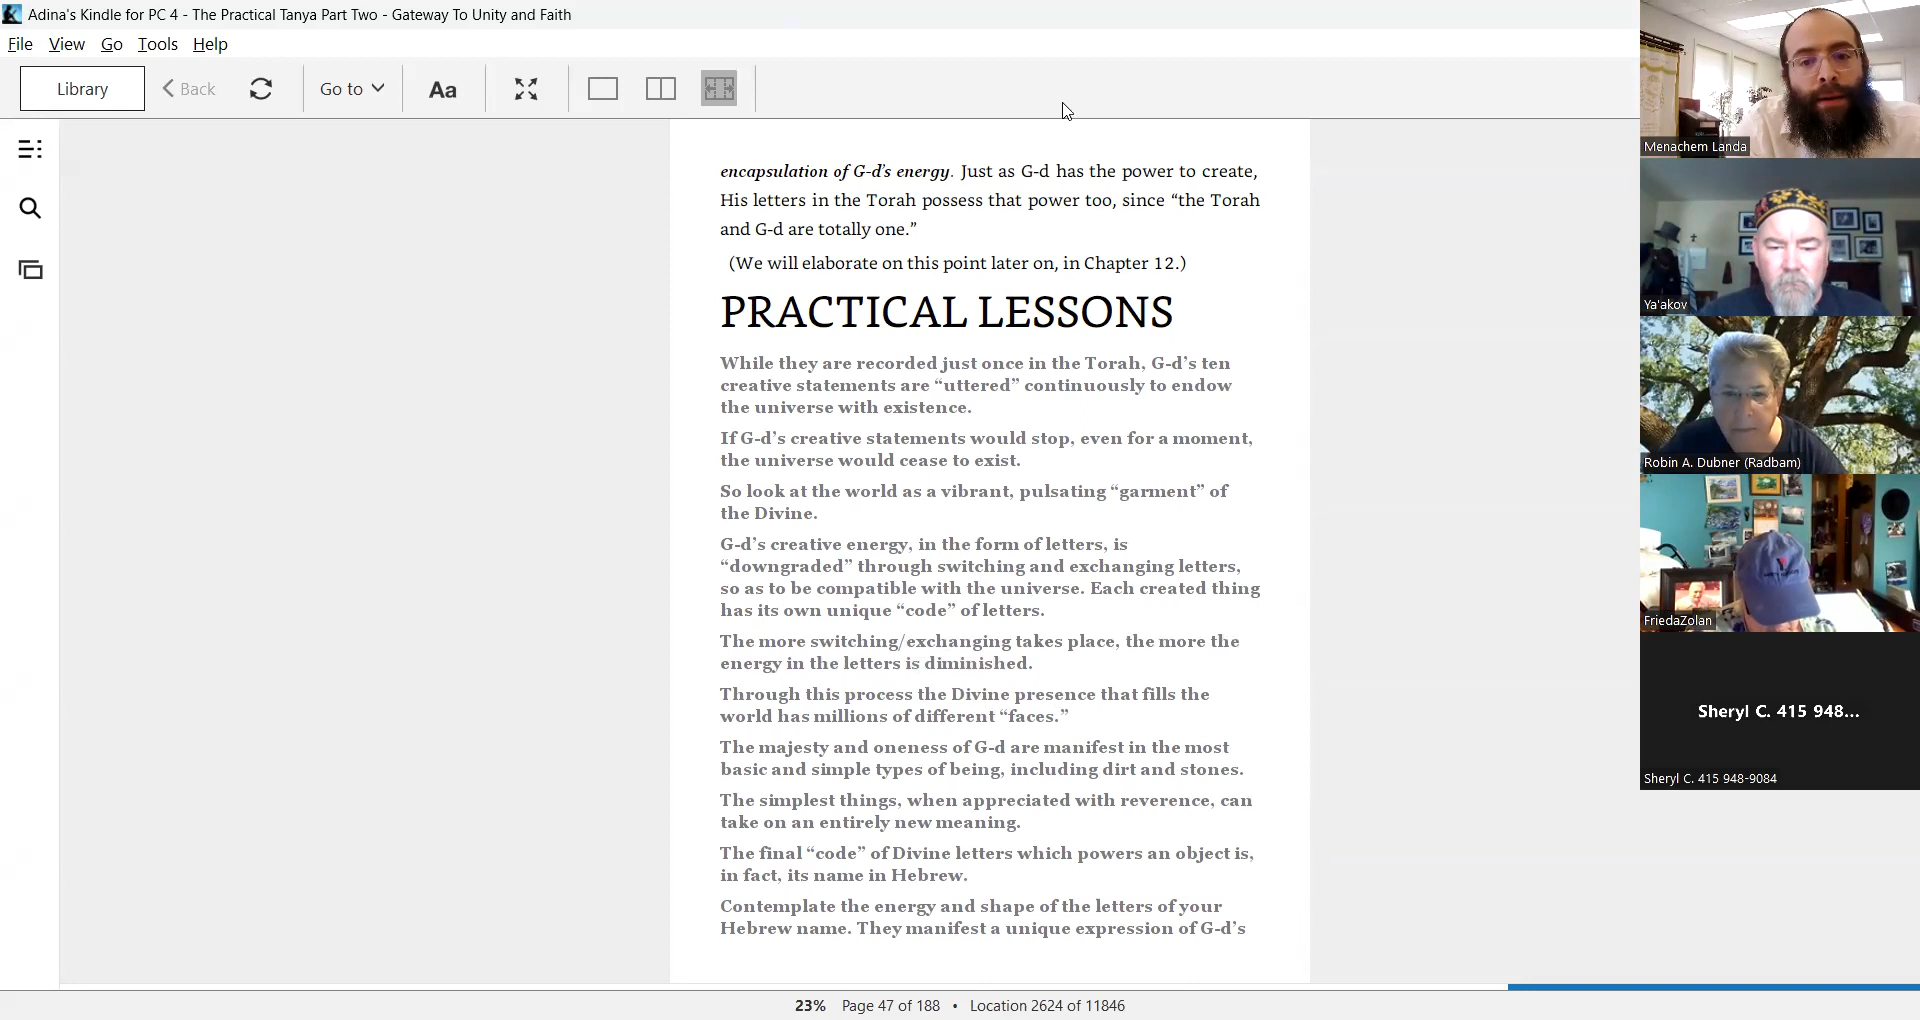 Adina's Kindle for PC 4 - The Practical Tanya Part Two - Gateway To Unity and Faith
File View Go Tools Help
Library Back Go to Aa
encapsulation of G-d’s energy. Just as G-d has the power to create,
His letters in the Torah possess that power too, since “the Torah
and G-d are totally one.”
(We will elaborate on this point later on, in Chapter 12.)
PRACTICAL LESSONS
While they are recorded just once in the Torah, G-d’s ten
creative statements are “uttered” continuously to endow
the universe with existence.
If G-d’s creative statements would stop, even for a moment,
the universe would cease to exist.
So look at the world as a vibrant, pulsating “garment” of
the Divine.
G-d’s creative energy, in the form of letters, is
“downgraded” through switching and exchanging letters,
so as to be compatible with the universe. Each created thing
has its own unique “code” of letters.
The more switching/exchanging takes place, the more the
energy in the letters is diminished.
Through this process the Divine presence that fills the
world has millions of different “faces.”
The majesty and oneness of G-d are manifest in the most
basic and simple types of being, including dirt and stones.
The simplest things, when appreciated with reverence, can
take on an entirely new meaning.
The final “code” of Divine letters which powers an object is,
in fact, its name in Hebrew.
Contemplate the energy and shape of the letters of your
Hebrew name. They manifest a unique expression of G-d’s
23% Page 47 of 188 • Location 2624 of 11846
Menachem Landa
Ya'akov
Robin A. Dubner (Radbam)
FriedaZolan
Sheryl C. 415 948...
Sheryl C. 415 948-9084